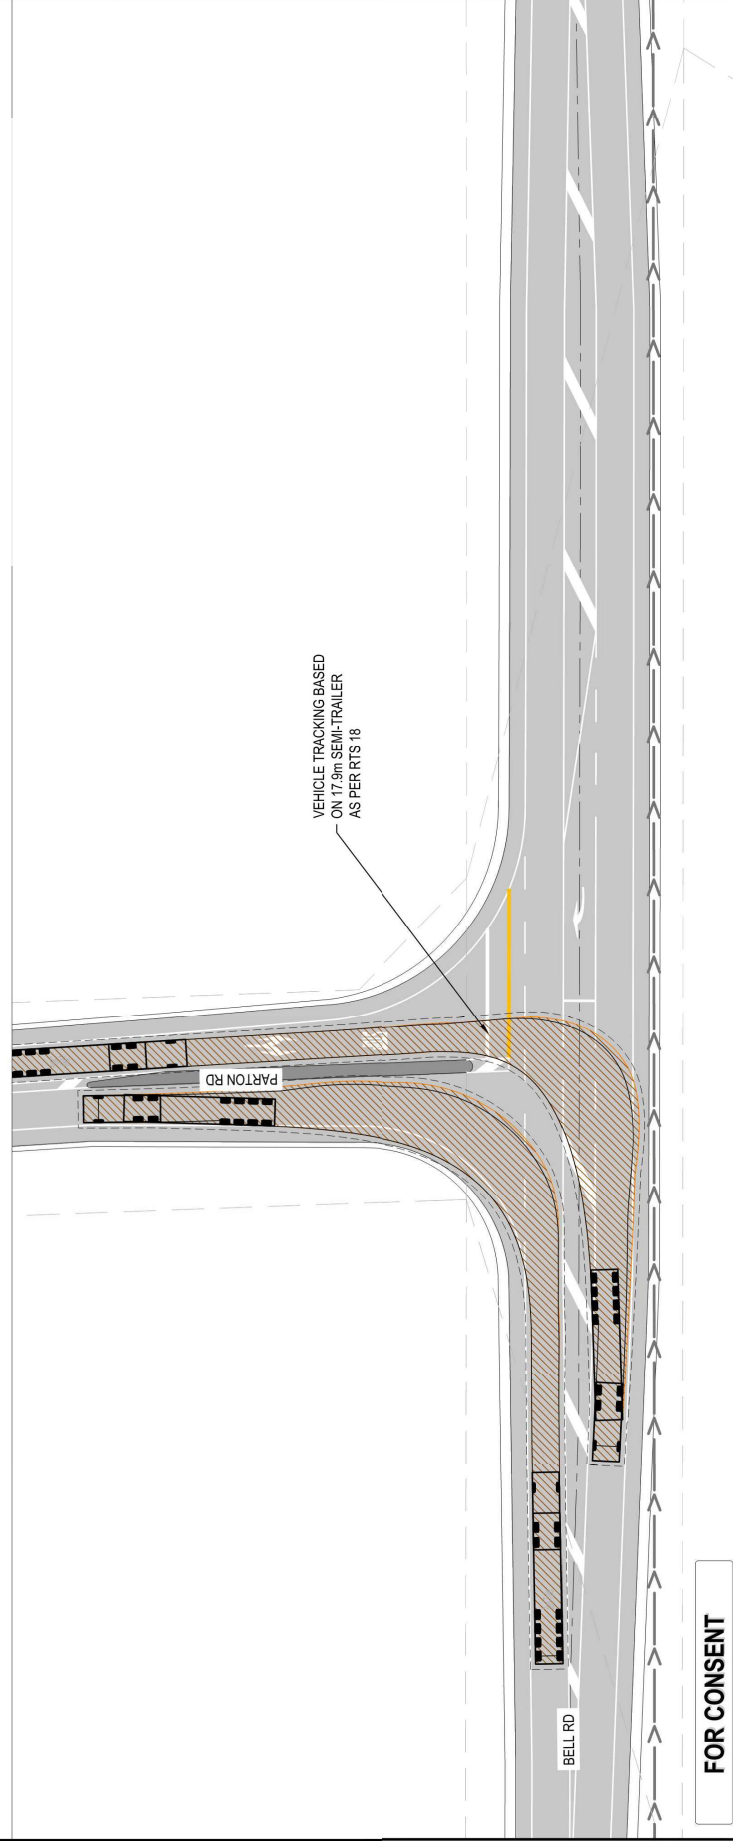 VEHICLE TRACKING BASED
ON 17.9m SEMI-TRAILER
AS PER RTS 18
PARTON RD
BELL RD
FOR CONSENT